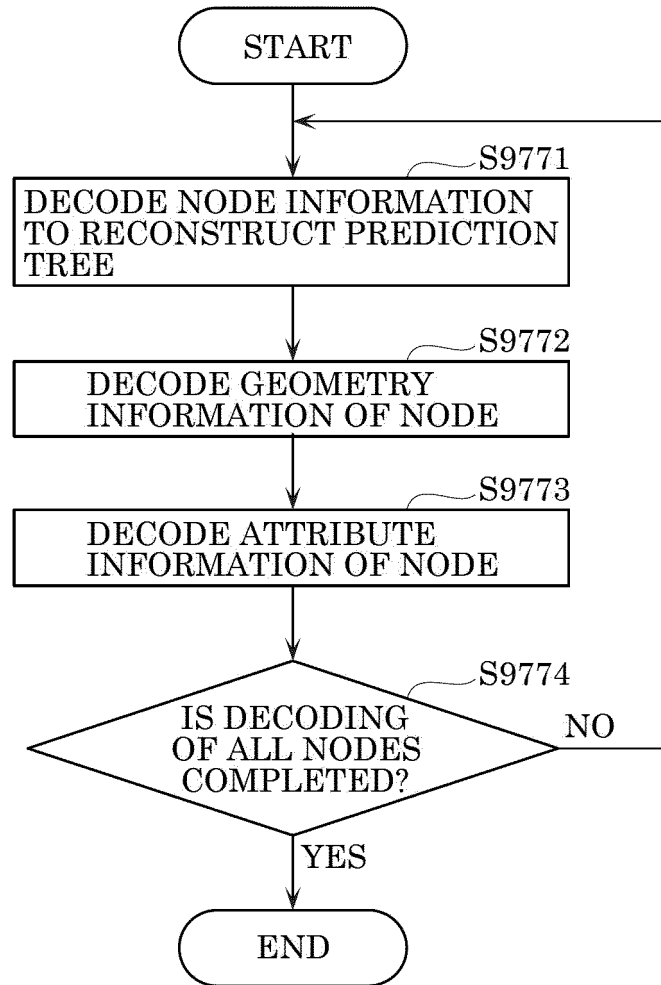 START
S9771
DECODE NODE INFORMATION
TO RECONSTRUCT PREDICTION
TREE
S9772
DECODE GEOMETRY
INFORMATION OF NODE
S9773
DECODE ATTRIBUTE
INFORMATION OF NODE
S9774
IS DECODING
OF ALL NODES
COMPLETED?
NO
YES
END